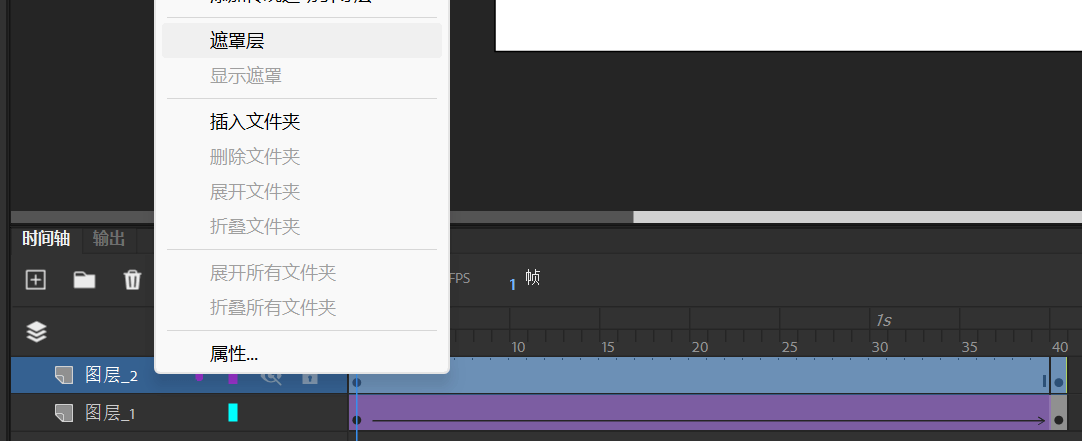 遮罩层
显示遮罩
插入文件夹
删除文件夹
展开文件夹
折叠文件夹
时间轴 输出
展开所有文件夹
FPS 1 帧
折叠所有文件夹
1s
属性...
10 15 20 25 30 35 40
图层_2
图层_1